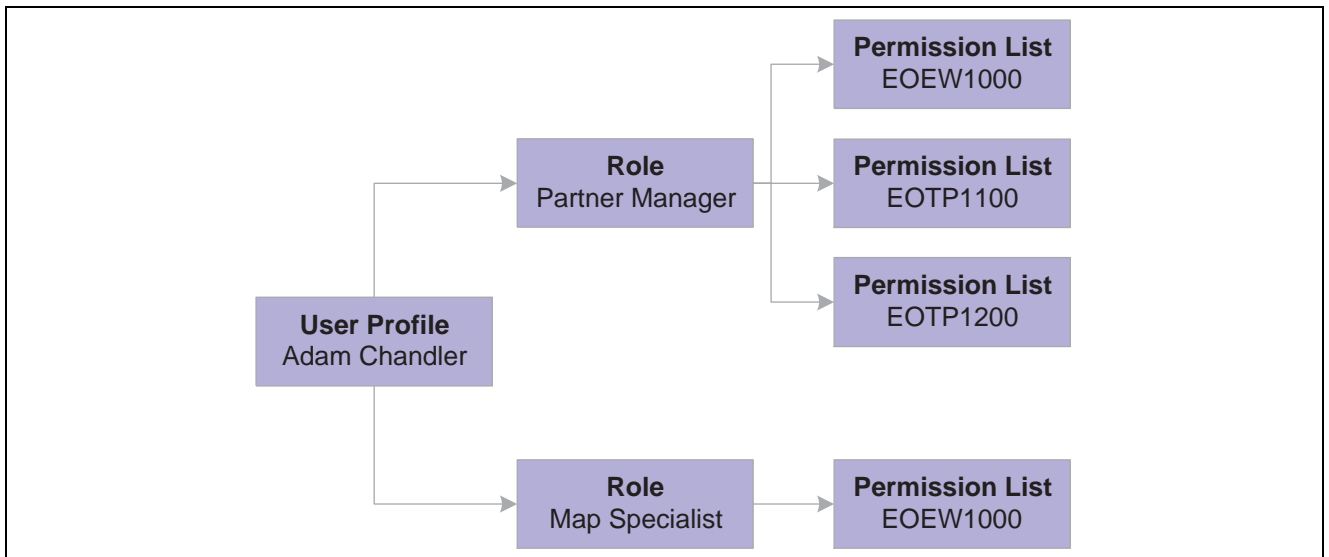 Permission List
EOEW1000
Role
Partner Manager
Permission List
EOTP1100
Permission List
EOTP1200
User Profile
Adam Chandler
Role
Map Specialist
Permission List
EOEW1000